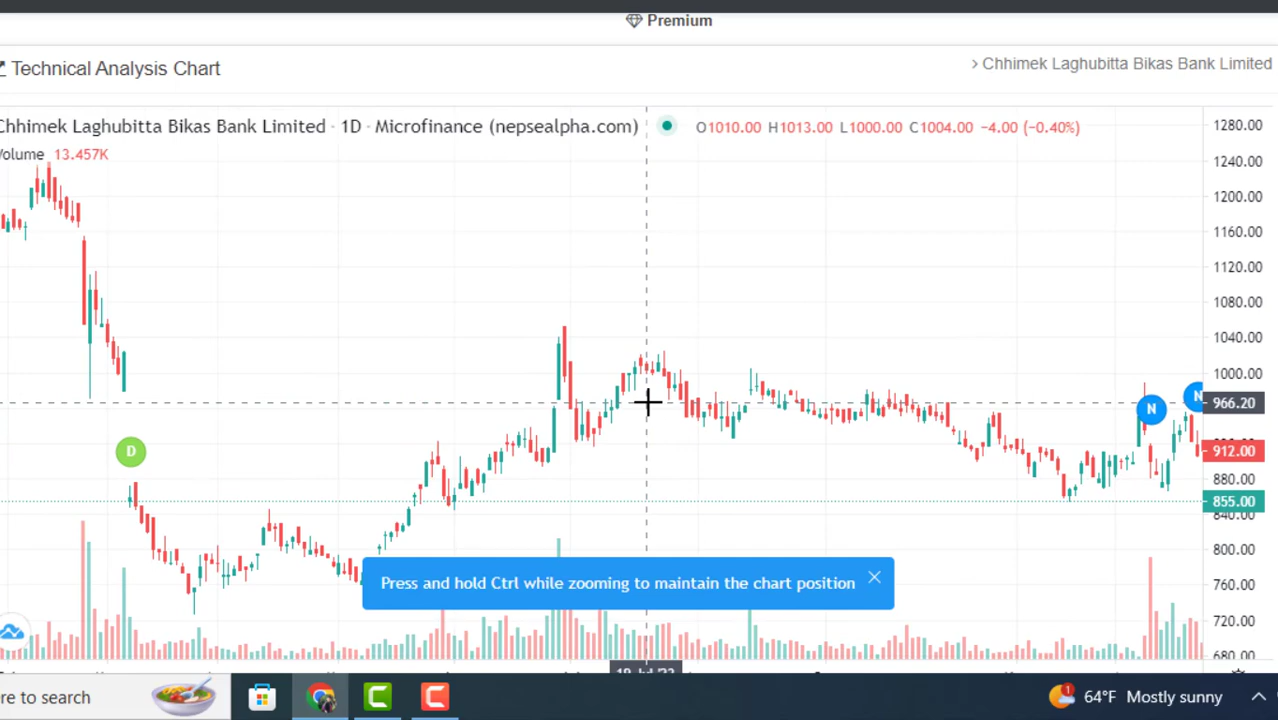 Premium
Technical Analysis Chart
Chhimek Laghubitta Bikas Bank Limited
Chhimek Laghubitta Bikas Bank Limited · 1D · Microfinance (nepsealpha.com) O1010.00 H1013.00 L1000.00 C1004.00 −4.00 (−0.40%)
Volume 13.457K
1280.00
1240.00
1200.00
1160.00
1120.00
1080.00
1040.00
1000.00
N
N
966.20
D
912.00
880.00
855.00
840.00
800.00
Press and hold Ctrl while zooming to maintain the chart position
760.00
720.00
680.00
ere to search
1
64°F Mostly sunny